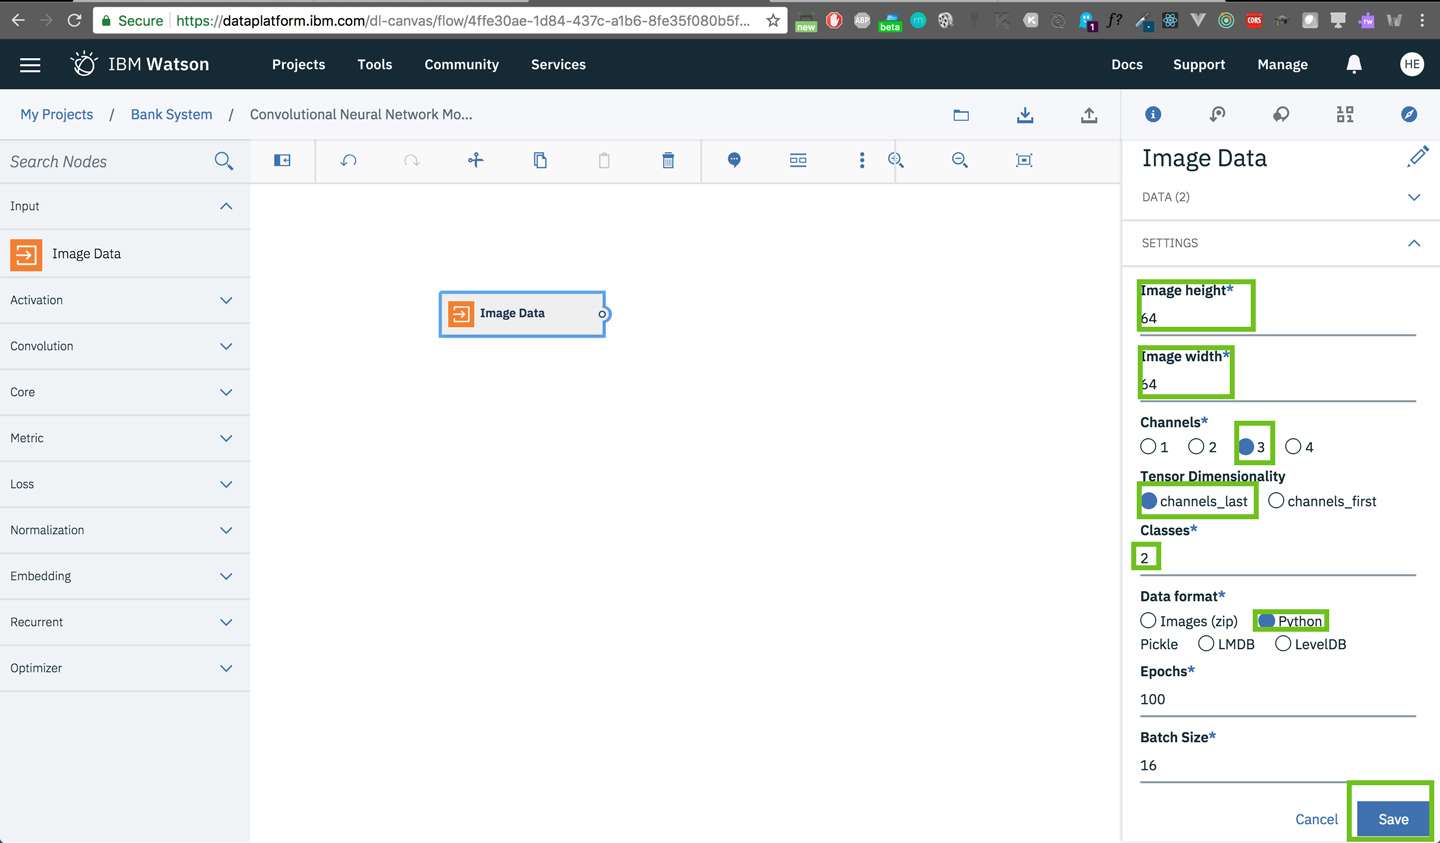 Secure https://dataplatform.ibm.com/dl-canvas/flow/4ffe30ae-1d84-437c-a1b6-8fe35f080b5f...
new
ABP
beta
m
K
1
f?
CORS
rw
IBM Watson
Projects
Tools
Community
Services
Docs
Support
Manage
HE
My Projects / Bank System / Convolutional Neural Network Mo...
Search Nodes
Input
Image Data
Activation
Convolution
Core
Metric
Loss
Normalization
Embedding
Recurrent
Optimizer
Image Data
Image Data
DATA (2)
SETTINGS
Image height*
64
Image width*
64
Channels*
1 2 3 4
Tensor Dimensionality
channels_last channels_first
Classes*
2
Data format*
Images (zip) Python
Pickle LMDB LevelDB
Epochs*
100
Batch Size*
16
Cancel Save